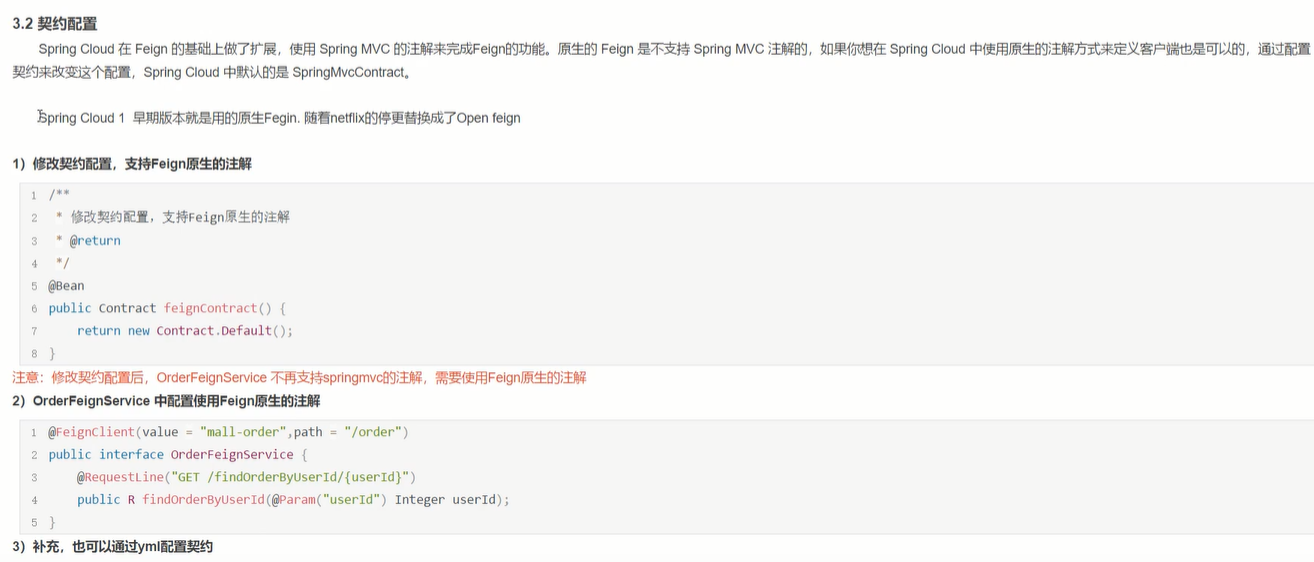 3.2 契约配置
Spring Cloud 在 Feign 的基础上做了扩展，使用 Spring MVC 的注解来完成Feign的功能。原生的 Feign 是不支持 Spring MVC 注解的，如果你想在 Spring Cloud 中使用原生的注解方式来定义客户端也是可以的，通过配置
契约来改变这个配置，Spring Cloud 中默认的是 SpringMvcContract。
Spring Cloud 1 早期版本就是用的原生Fegin. 随着netflix的停更替换成了Open feign
1）修改契约配置，支持Feign原生的注解
1 /**
2 * 修改契约配置，支持Feign原生的注解
3 * @return
4 */
5 @Bean
6 public Contract feignContract() {
7 return new Contract.Default();
8 }
注意：修改契约配置后，OrderFeignService 不再支持springmvc的注解，需要使用Feign原生的注解
2）OrderFeignService 中配置使用Feign原生的注解
1 @FeignClient(value = "mall-order",path = "/order")
2 public interface OrderFeignService {
3 @RequestLine("GET /findOrderByUserId/{userId}")
4 public R findOrderByUserId(@Param("userId") Integer userId);
5 }
3）补充，也可以通过yml配置契约